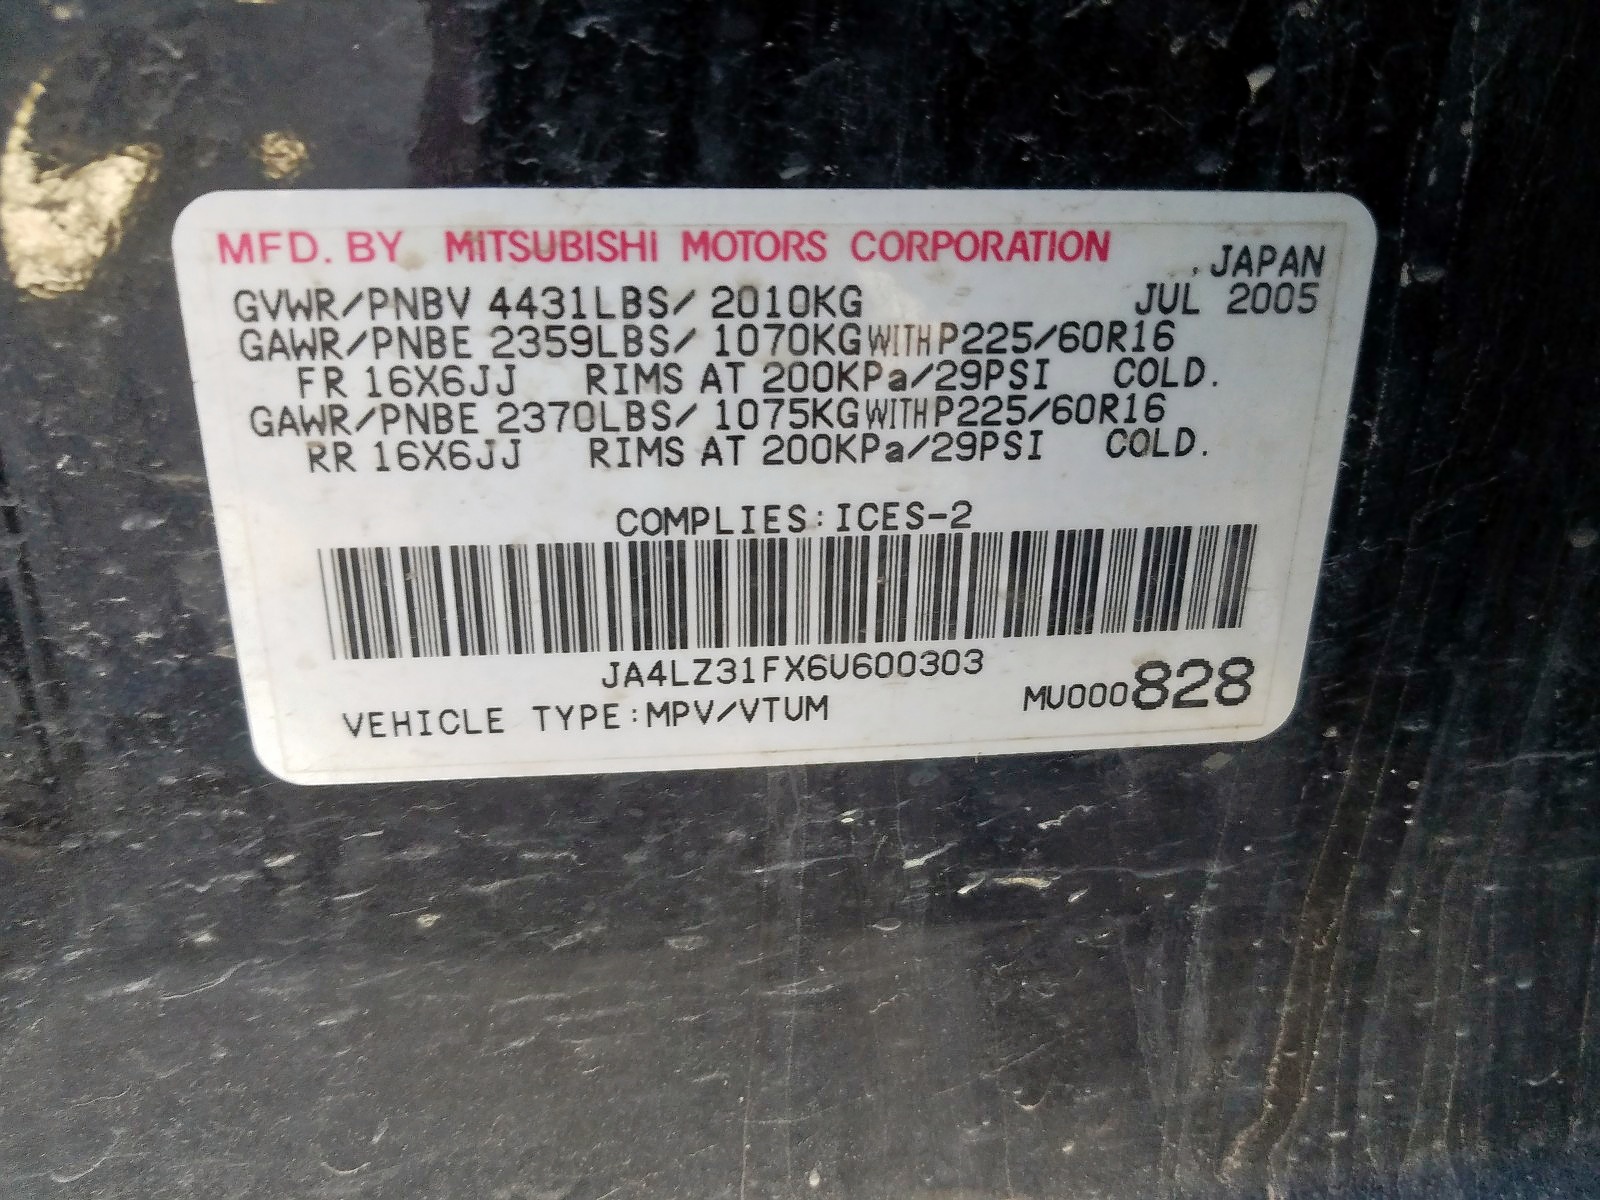 MFD. BY MITSUBISHI MOTORS CORPORATION
JAPAN
GVWR/PNBV 4431LBS/ 2010KG JUL 2005
GAWR/PNBE 2359LBS/ 1070KG WITH P225/60R16
FR 16X6JJ RIMS AT 200KPa/29PSI COLD.
GAWR/PNBE 2370LBS/ 1075KG WITH P225/60R16
RR 16X6JJ RIMS AT 200KPa/29PSI COLD.
COMPLIES:ICES-2
JA4LZ31FX6U600303
MU000828
VEHICLE TYPE:MPV/VTUM